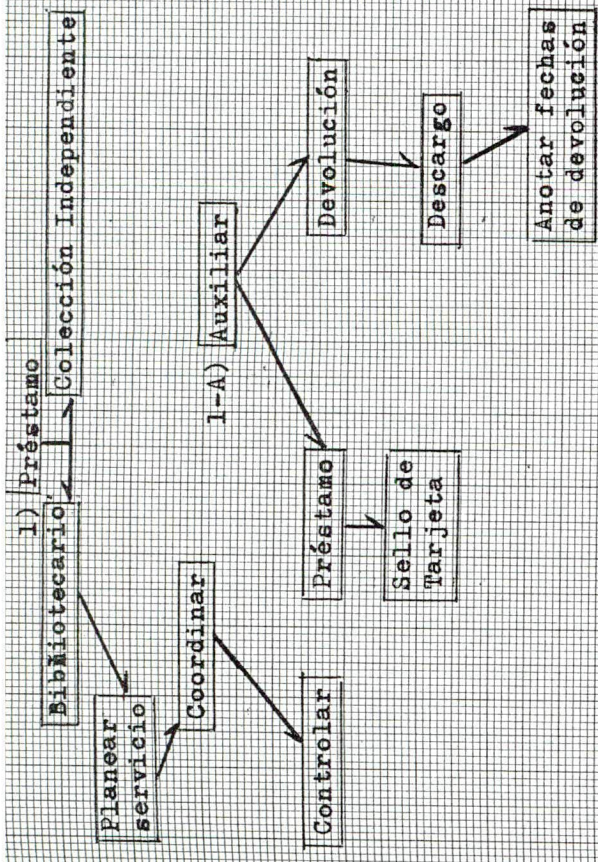 1) Préstamo
Bibliotecario
Colección Independiente
Planear
servicio
Coordinar
Controlar
1-A) Auxiliar
Préstamo
Sello de
Tarjeta
Devolución
Descargo
Anotar fechas
de devolución